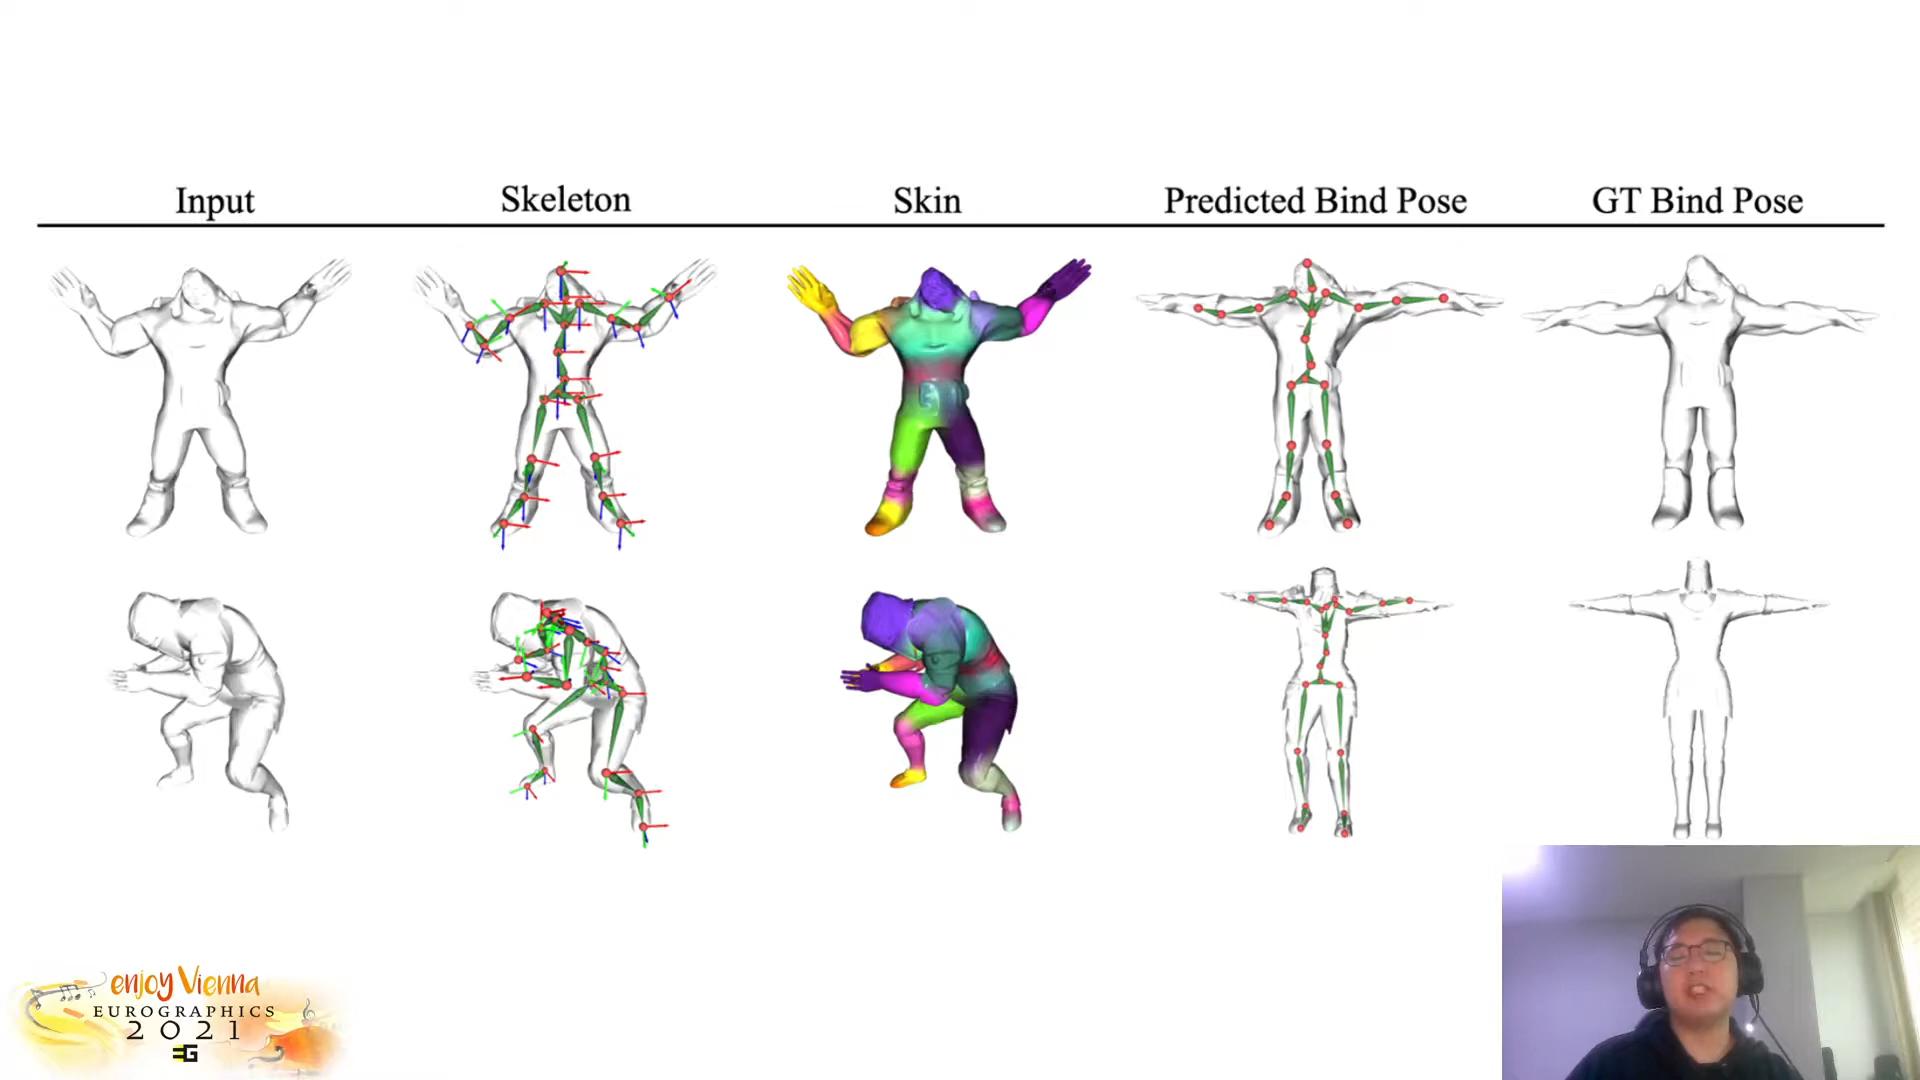 Input Skeleton Skin Predicted Bind Pose GT Bind Pose
enjoy Vienna
EUROGRAPHICS
2021
EG